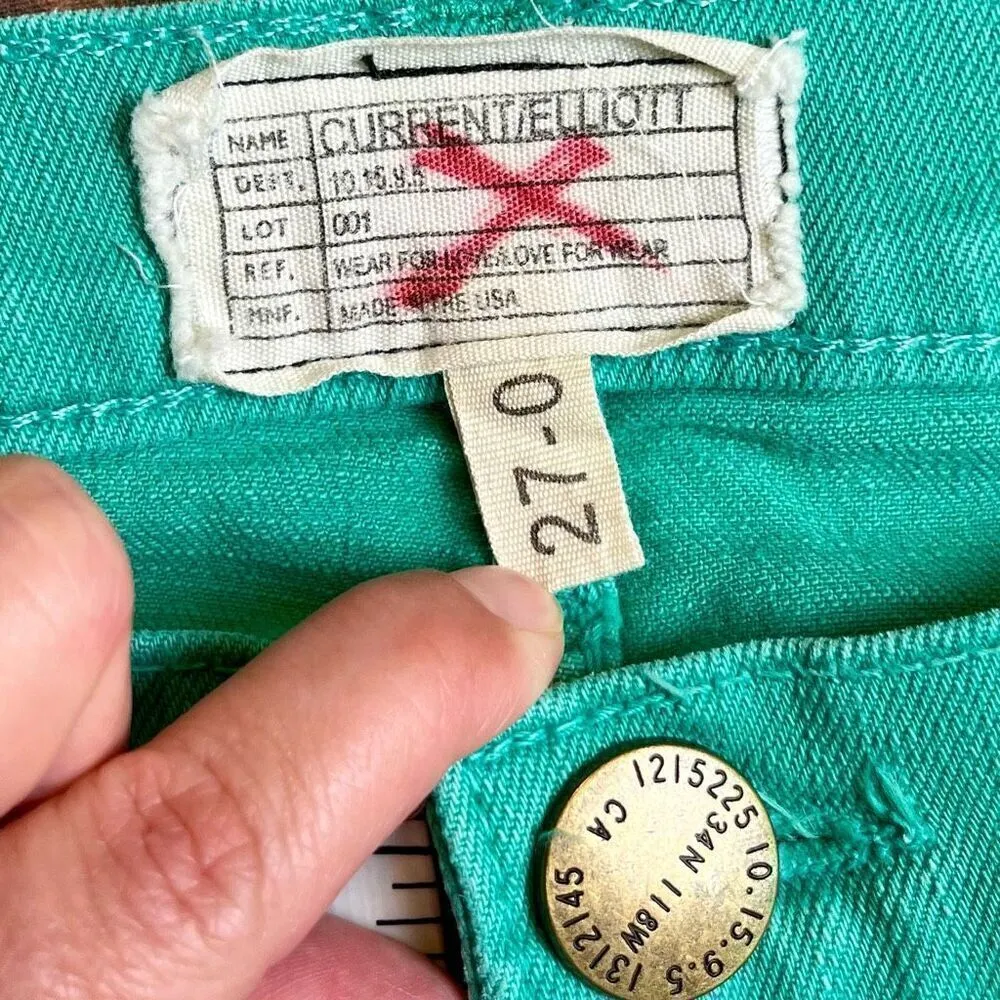 NAME CURRENT/ELLIOTT
DEPT. 10.15.9.5
LOT 001
REF. WEAR FOR LOVE FOR WEAR
MNF. MADE IN THE USA
27-0
1215225 10.15.9.5 1312145 CA
34N 118W